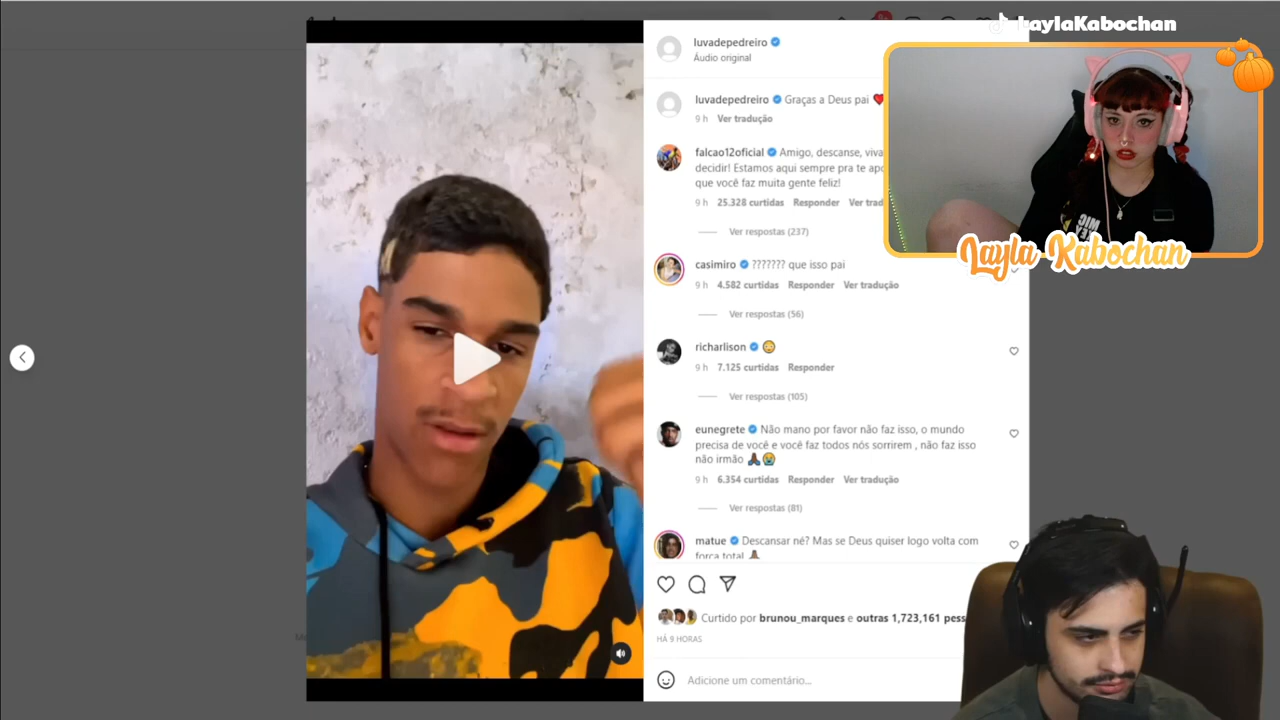 LaylaKabochan
luvadepedreiro
Áudio original
luvadepedreiro Graças a Deus pai ❤️
9 h Ver tradução
falcao12oficial Amigo, descanse, viva
decidir! Estamos aqui sempre pra te apo
que você faz muita gente feliz!
9 h 25.328 curtidas Responder Ver trad
Ver respostas (237)
casimiro ??????? que isso pai
9 h 4.582 curtidas Responder Ver tradução
Ver respostas (56)
richarlison 😳
9 h 7.125 curtidas Responder
Ver respostas (105)
eunegrete Não mano por favor não faz isso, o mundo
precisa de você e você faz todos nós sorrirem , não faz isso
não irmão 🙏🏾😭
9 h 6.354 curtidas Responder Ver tradução
Ver respostas (81)
matue Descansar né? Mas se Deus quiser logo volta com
força total 🙏🏾
Curtido por brunou_marques e outras 1,723,161 pess
HÁ 9 HORAS
Adicione um comentário...
Layla Kabochan